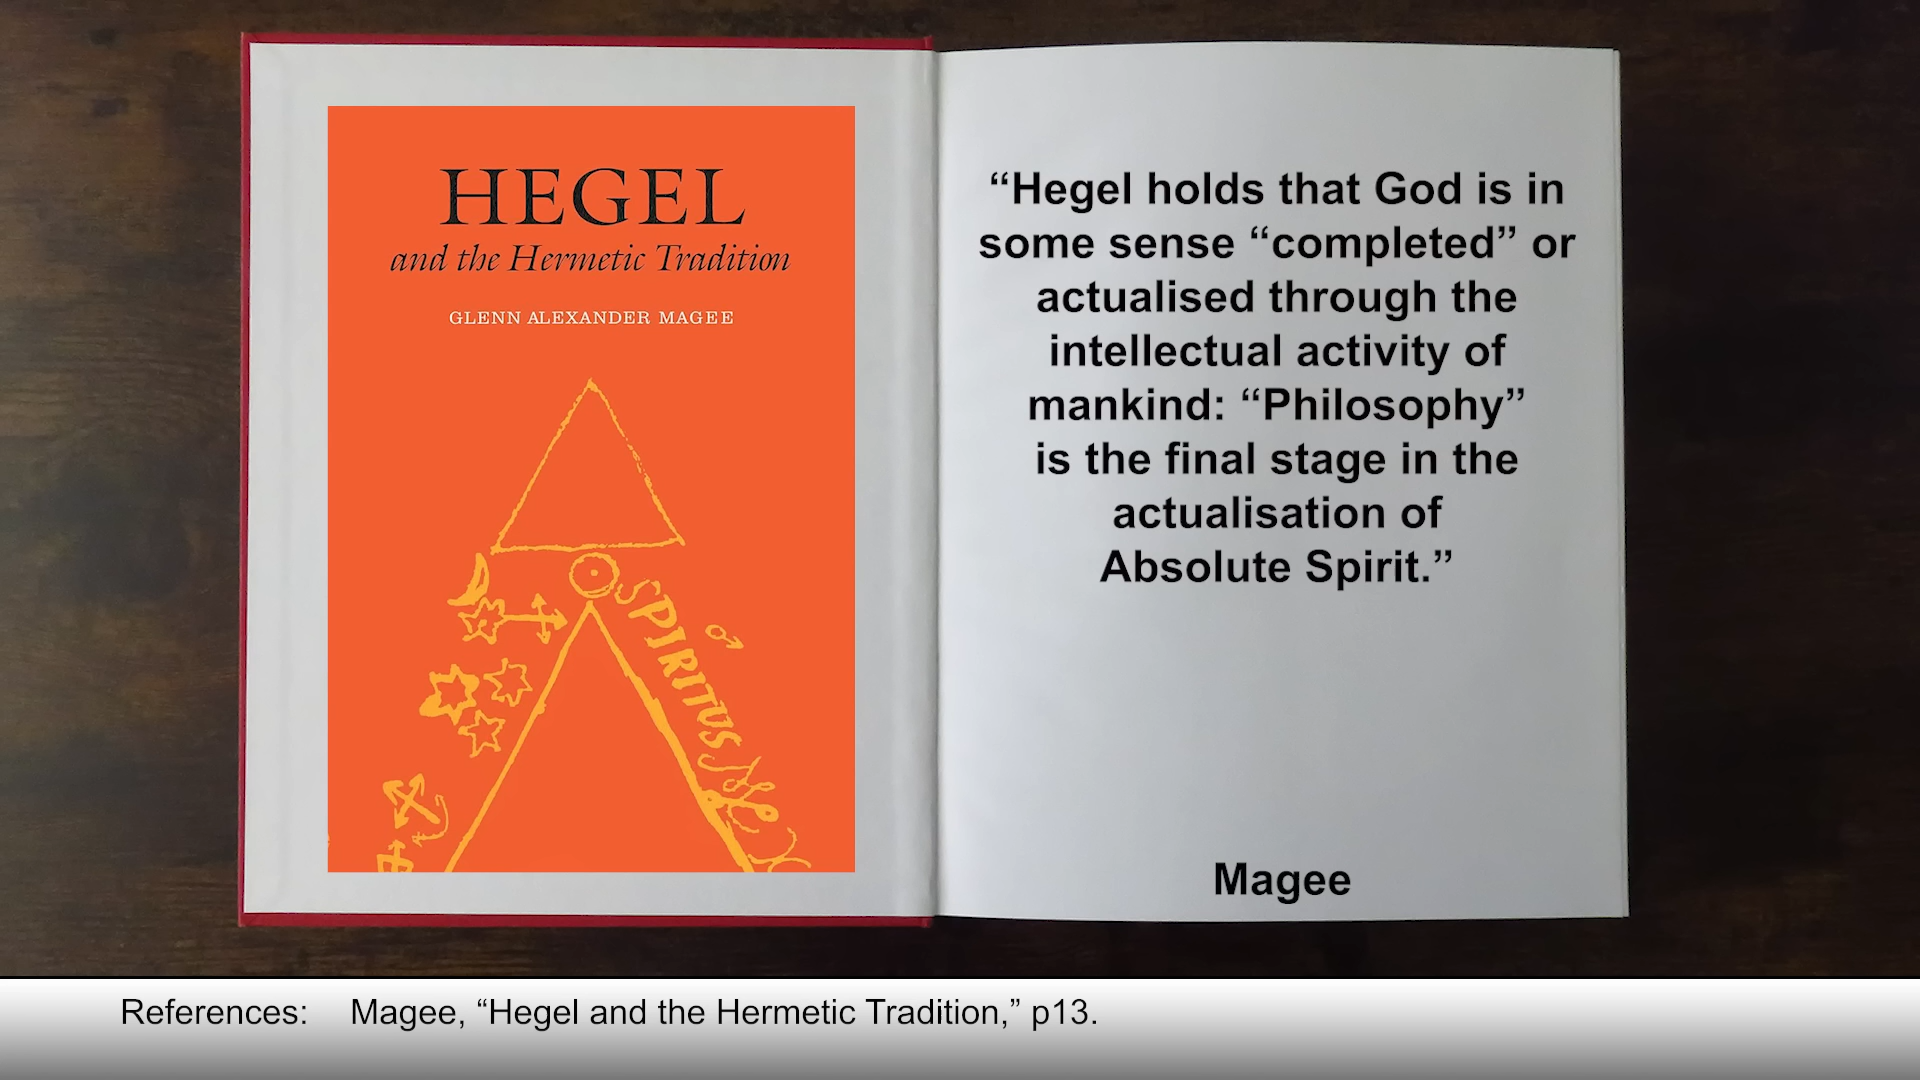 HEGEL
and the Hermetic Tradition
GLENN ALEXANDER MAGEE
SPIRITUS
“Hegel holds that God is in
some sense “completed” or
actualised through the
intellectual activity of
mankind: “Philosophy”
is the final stage in the
actualisation of
Absolute Spirit.”
Magee
References: Magee, “Hegel and the Hermetic Tradition,” p13.